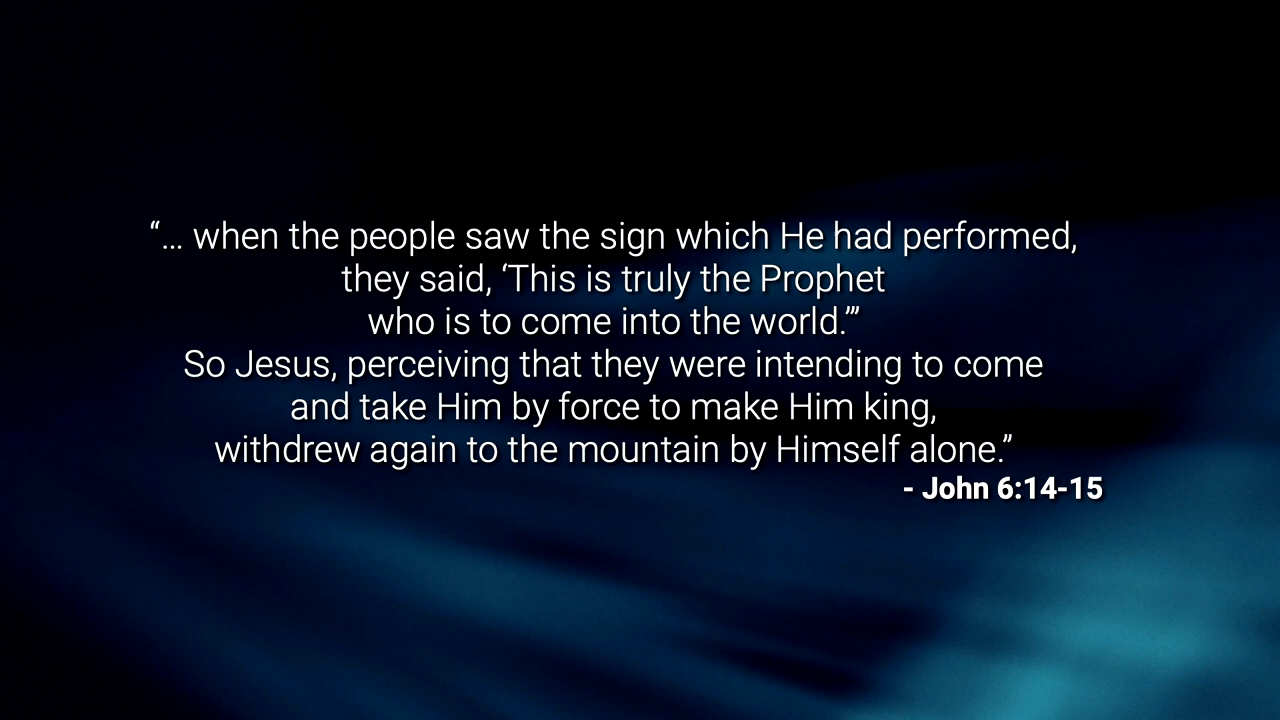 “... when the people saw the sign which He had performed,
they said, ‘This is truly the Prophet
who is to come into the world.’”
So Jesus, perceiving that they were intending to come
and take Him by force to make Him king,
withdrew again to the mountain by Himself alone.”
- John 6:14-15